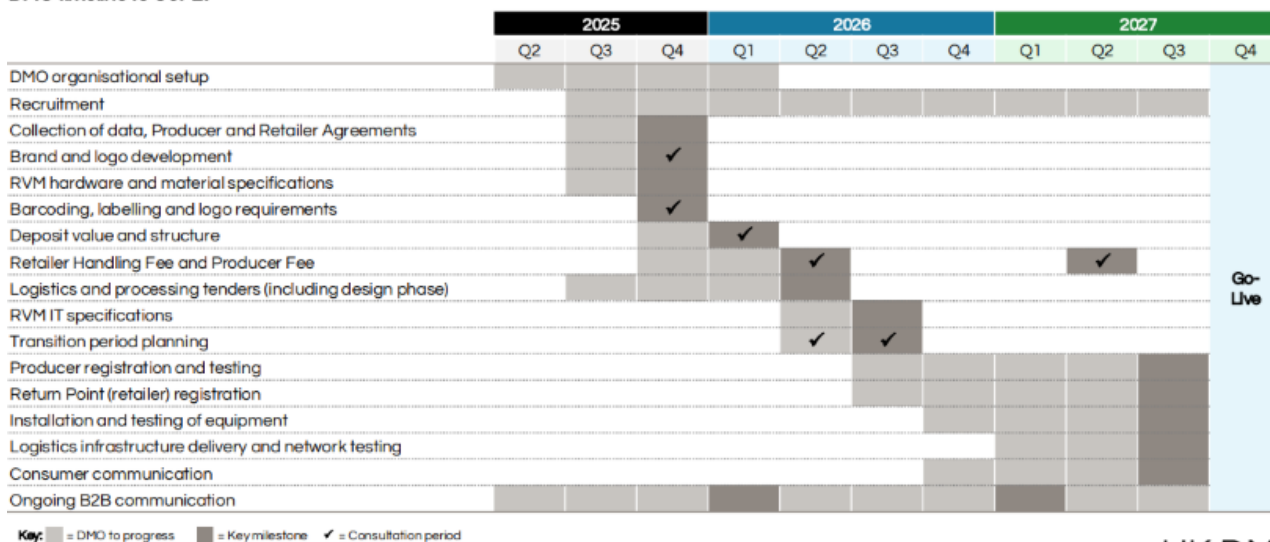 2025 2026 2027
Q2 Q3 Q4 Q1 Q2 Q3 Q4 Q1 Q2 Q3 Q4
DMO organisational setup
Recruitment
Collection of data, Producer and Retailer Agreements
Brand and logo development ✔
RVM hardware and material specifications
Barcoding, labelling and logo requirements ✔
Deposit value and structure ✔
Retailer Handling Fee and Producer Fee ✔ ✔
Logistics and processing tenders (including design phase)
Go-
Live
RVM IT specifications
Transition period planning ✔ ✔
Producer registration and testing
Return Point (retailer) registration
Installation and testing of equipment
Logistics infrastructure delivery and network testing
Consumer communication
Ongoing B2B communication
Key: = DMO to progress = Key milestone ✔ = Consultation period